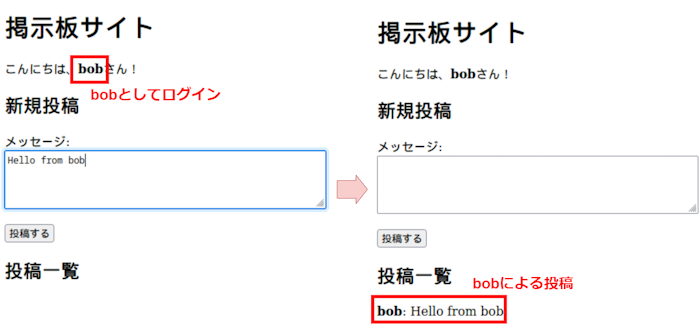 掲示板サイト
こんにちは、bobさん！
bobとしてログイン
新規投稿
メッセージ:
Hello from bob
投稿する
投稿一覧
掲示板サイト
こんにちは、bobさん！
新規投稿
メッセージ:
投稿する
投稿一覧
bobによる投稿
bob: Hello from bob